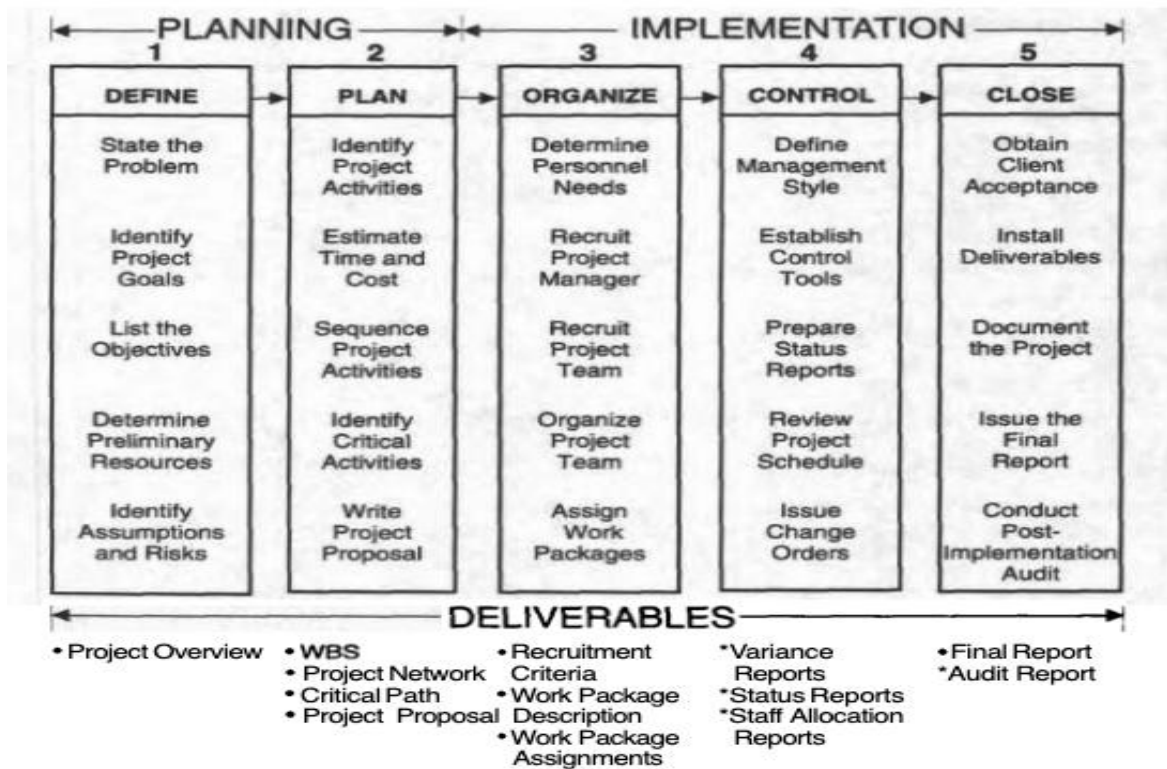 PLANNING IMPLEMENTATION
1 2 3 4 5
DEFINE PLAN ORGANIZE CONTROL CLOSE
State the
Problem
Identify
Project
Goals
List the
Objectives
Determine
Preliminary
Resources
Identify
Assumptions
and Risks
Identify
Project
Activities
Estimate
Time and
Cost
Sequence
Project
Activities
Identify
Critical
Activities
Write
Project
Proposal
Determine
Personnel
Needs
Recruit
Project
Manager
Recruit
Project
Team
Organize
Project
Team
Assign
Work
Packages
Define
Management
Style
Establish
Control
Tools
Prepare
Status
Reports
Review
Project
Schedule
Issue
Change
Orders
Obtain
Client
Acceptance
Install
Deliverables
Document
the Project
Issue the
Final
Report
Conduct
Post-
Implementation
Audit
DELIVERABLES
• Project Overview
• WBS
• Project Network
• Critical Path
• Project Proposal
• Recruitment
Criteria
• Work Package
Description
• Work Package
Assignments
*Variance
Reports
*Status Reports
*Staff Allocation
Reports
• Final Report
*Audit Report